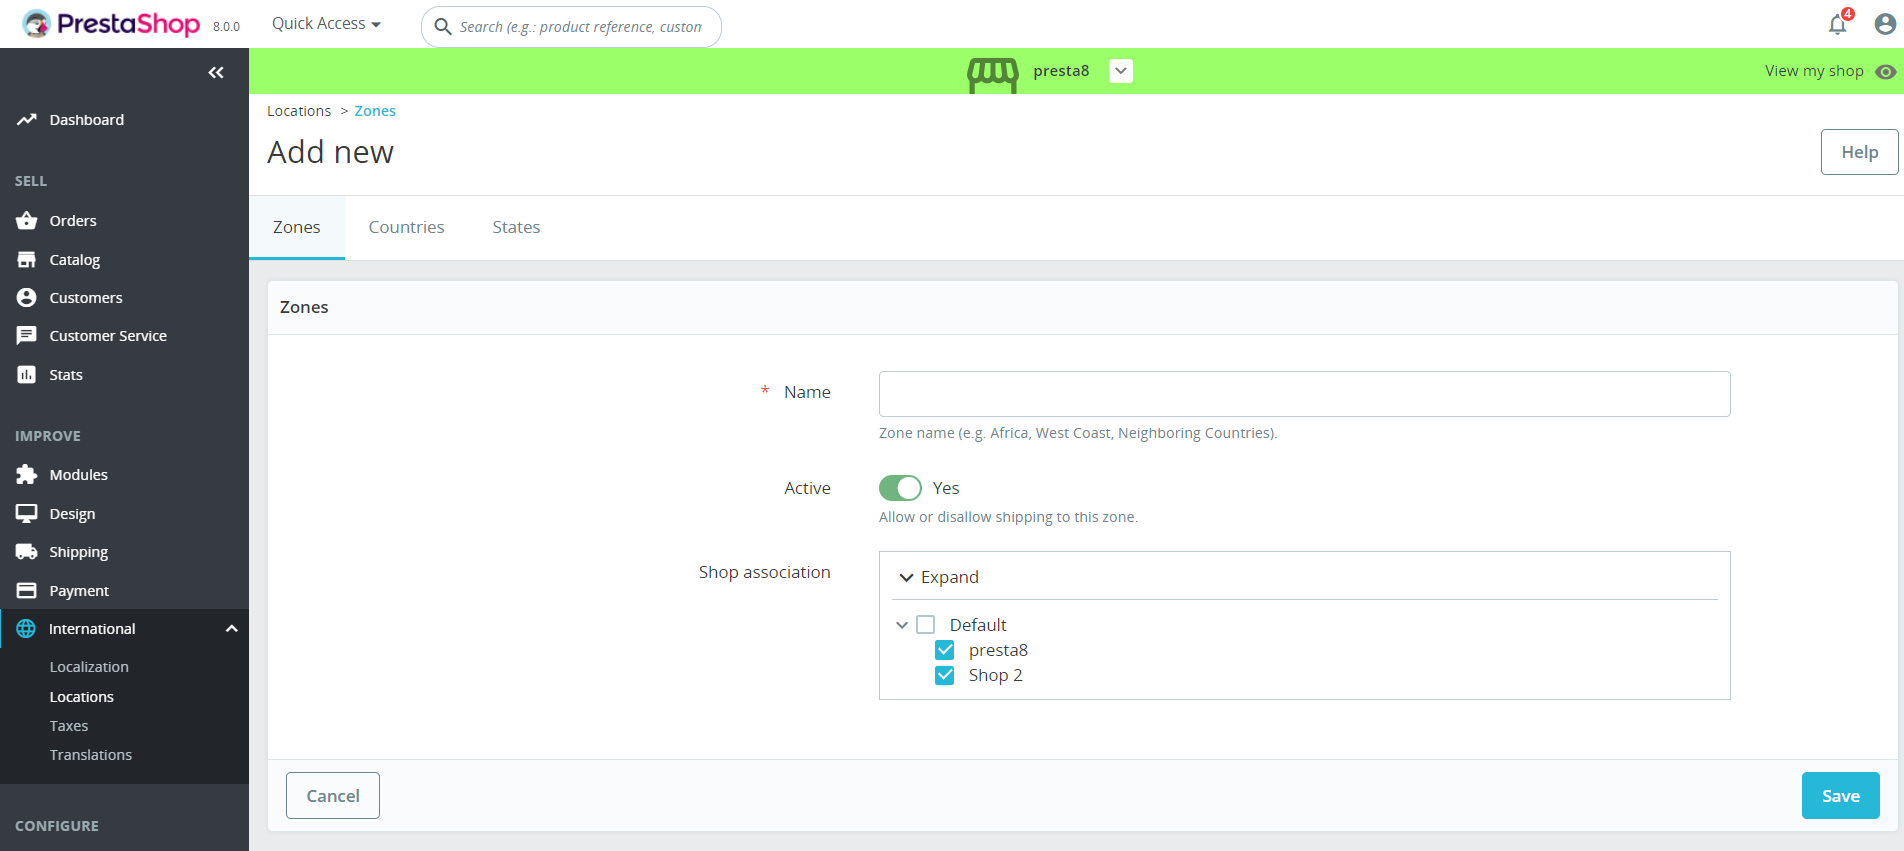 PrestaShop 8.0.0 Quick Access Search (e.g.: product reference, custom 4
presta8 View my shop
Locations > Zones
Add new
Help
Dashboard
SELL
Orders
Catalog
Customers
Customer Service
Stats
IMPROVE
Modules
Design
Shipping
Payment
International
Localization
Locations
Taxes
Translations
CONFIGURE
Zones Countries States
Zones
* Name
Zone name (e.g. Africa, West Coast, Neighboring Countries).
Active Yes
Allow or disallow shipping to this zone.
Shop association Expand
Default
presta8
Shop 2
Cancel Save